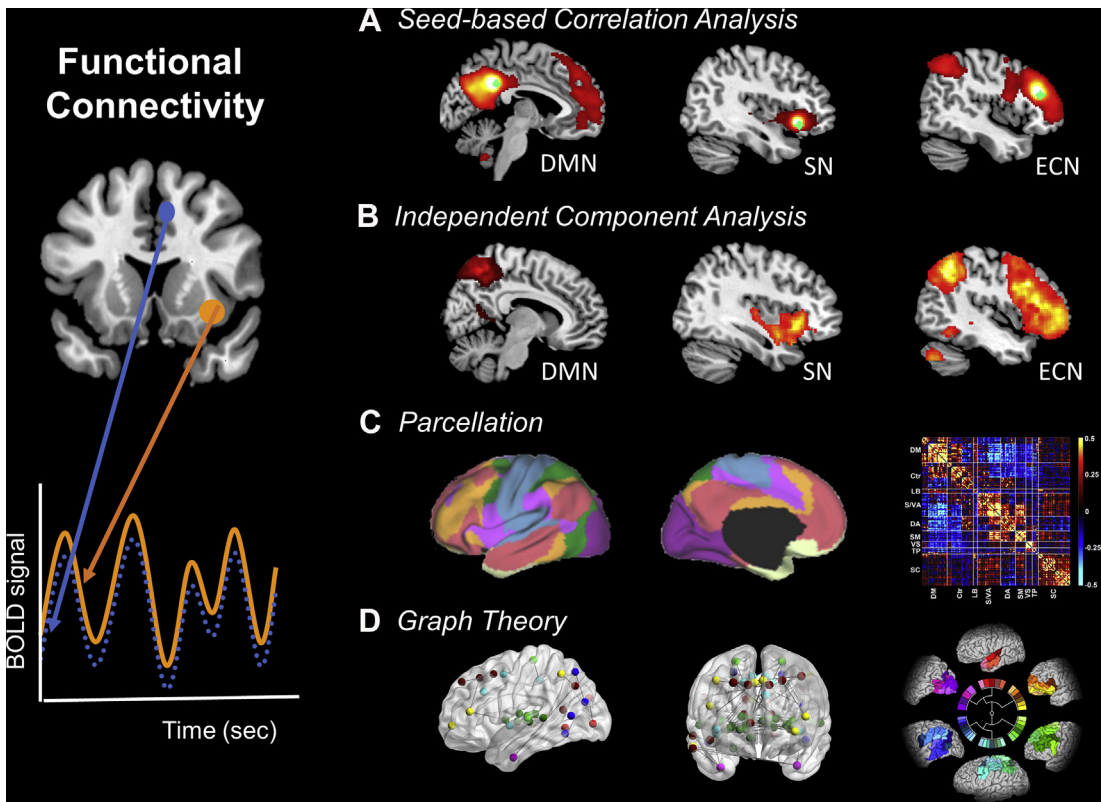 Functional
Connectivity
BOLD signal
Time (sec)
A Seed-based Correlation Analysis
DMN
SN
ECN
B Independent Component Analysis
DMN
SN
ECN
C Parcellation
DM
Ctr
LB
S/VA
DA
SM
VS
TP
SC
DM
Ctr
LB
S/VA
DA
SM
VS
TP
SC
0.5
0.25
0
-0.25
-0.5
D Graph Theory